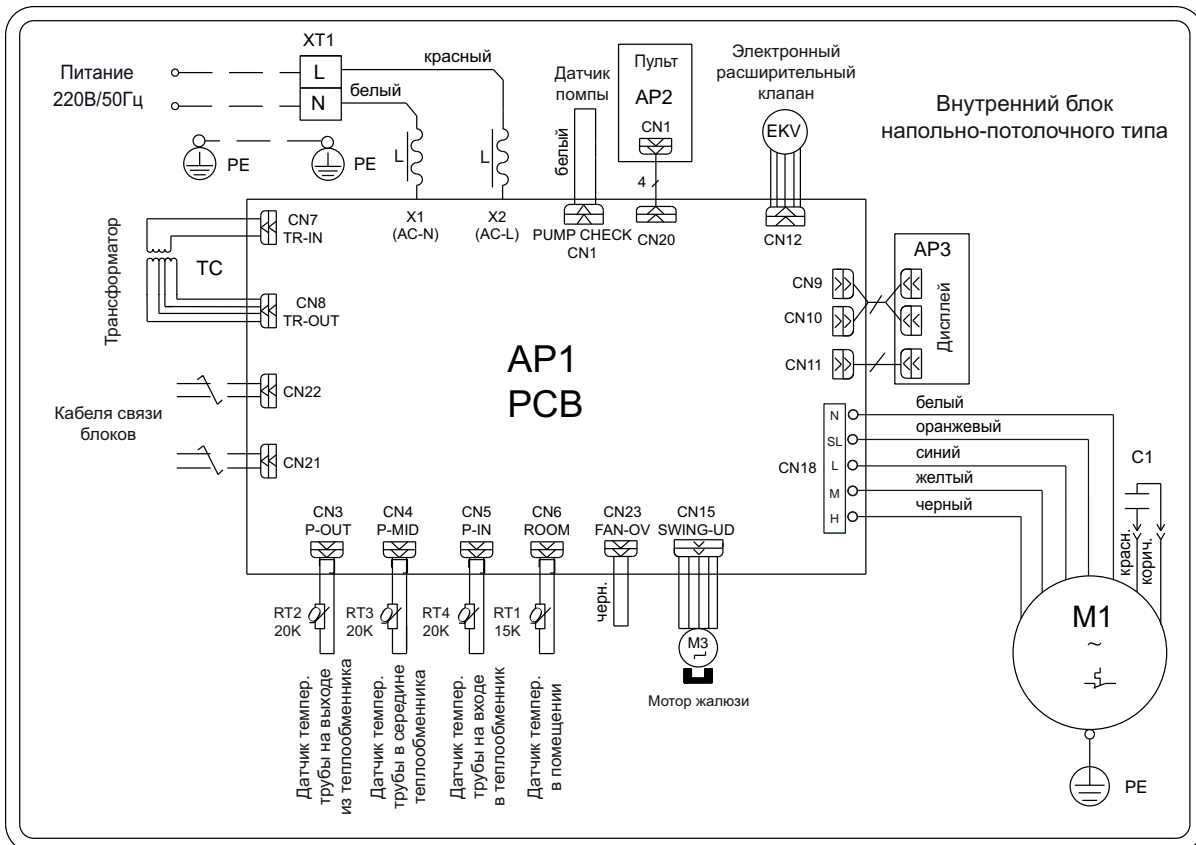 XT1
Питание
220В/50Гц
L
N
красный
белый
PE
PE
L
L
Датчик
помпы
белый
Пульт
AP2
CN1
4
Электронный
расширительный
клапан
EKV
Внутренний блок
напольно-потолочного типа
X1
(AC-N)
X2
(AC-L)
PUMP CHECK
CN1
CN20
CN12
Трансформатор
TC
CN7
TR-IN
CN8
TR-OUT
CN22
CN21
Кабеля связи
блоков
AP1
PCB
CN9
CN10
CN11
AP3
Дисплей
CN18
N
SL
L
M
H
белый
оранжевый
синий
желтый
черный
C1
красн.
корич.
M1
~
PE
CN3
P-OUT
CN4
P-MID
CN5
P-IN
CN6
ROOM
CN23
FAN-OV
CN15
SWING-UD
RT2
20K
RT3
20K
RT4
20K
RT1
15K
черн.
M3
Мотор жалюзи
Датчик темпер.
трубы на выходе
из теплообменника
Датчик темпер.
трубы в середине
теплообменника
Датчик темпер.
трубы на входе
в теплообменник
Датчик темпер.
в помещении